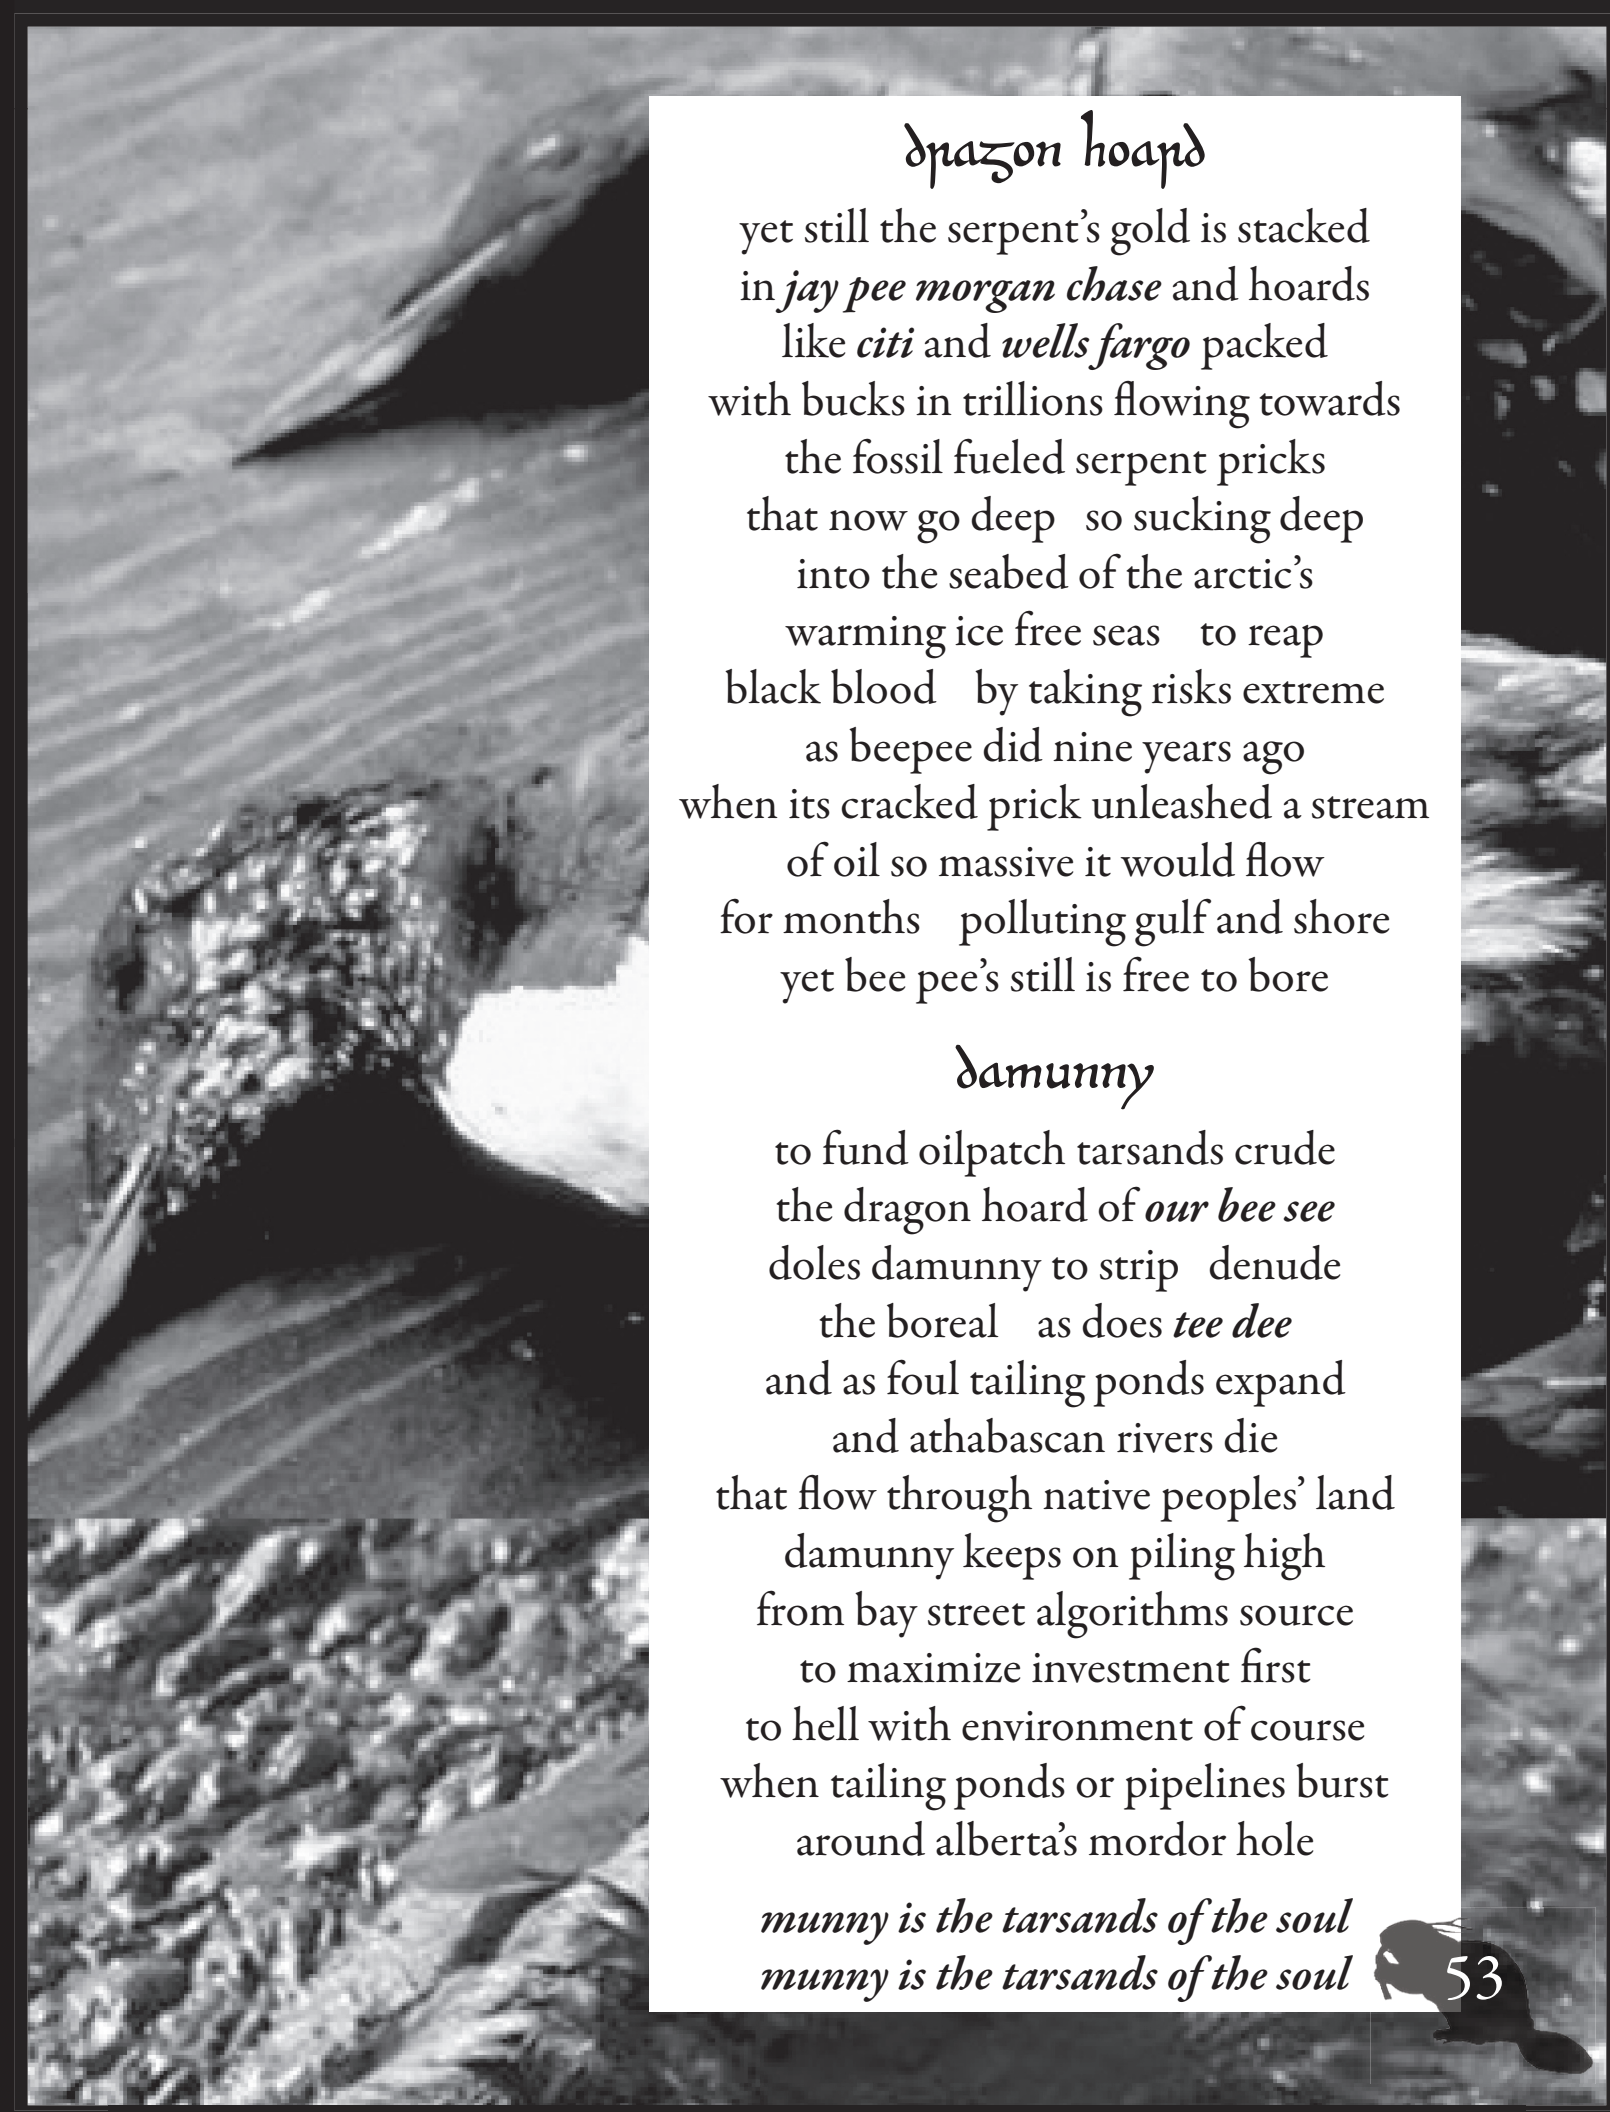 dragon hoard
yet still the serpent’s gold is stacked
in jay pee morgan chase and hoards
like citi and wells fargo packed
with bucks in trillions flowing towards
the fossil fueled serpent pricks
that now go deep so sucking deep
into the seabed of the arctic’s
warming ice free seas to reap
black blood by taking risks extreme
as beepee did nine years ago
when its cracked prick unleashed a stream
of oil so massive it would flow
for months polluting gulf and shore
yet bee pee’s still is free to bore
damunny
to fund oilpatch tarsands crude
the dragon hoard of our bee see
doles damunny to strip denude
the boreal as does tee dee
and as foul tailing ponds expand
and athabascan rivers die
that flow through native peoples’ land
damunny keeps on piling high
from bay street algorithms source
to maximize investment first
to hell with environment of course
when tailing ponds or pipelines burst
around alberta’s mordor hole
munny is the tarsands of the soul
munny is the tarsands of the soul
53